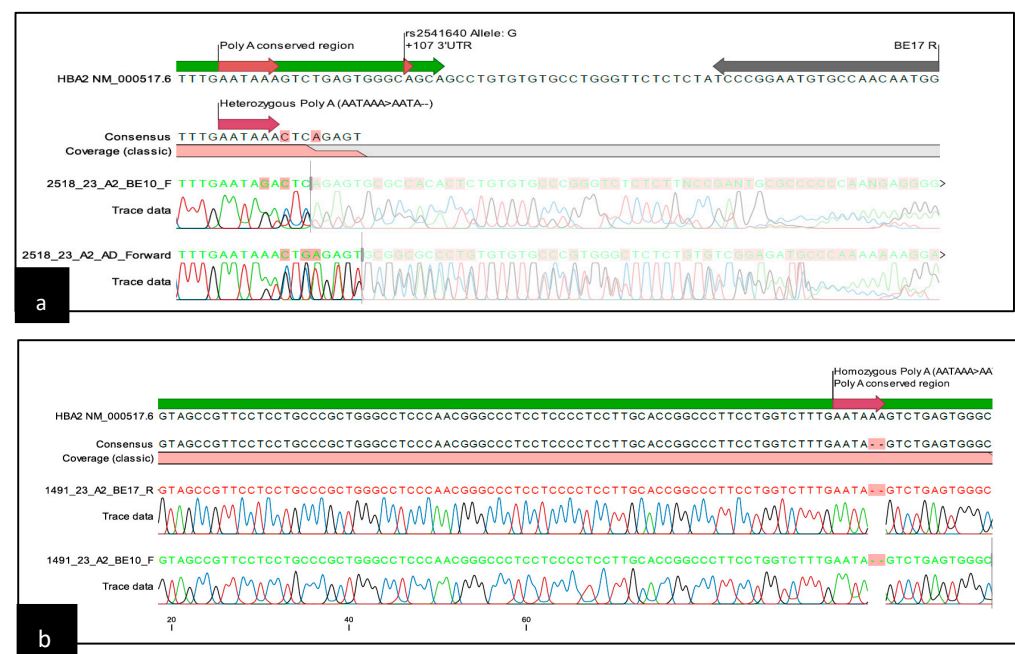 rs2541640 Allele: G
Poly A conserved region
+107 3'UTR
BE17 R
HBA2 NM_000517.6 TTTGAATAAAGTCTGAGTGGGCAGCAGCCTGTGTGTGCCTGGGTTCTCTCTATCCCGGAATGTGCCAACAATGG
Heterozygous Poly A (AATAAA>AATA--)
Consensus TTTGAATAAACTCAGAGT
Coverage (classic)
2518_23_A2_BE10_F TTTGAATAGACTCAGAGTGCGCCACACTCTGTGTGTGCCCGGGTCTCTCTTNCCGANTGCGCCCCCCAANGAGGGG>
Trace data
2518_23_A2_AD_Forward TTTGAATAAACTGAGAGTGCGGCGCCCTGTGTGTGCCCGTGGGCTCTCTGTGTCGGAGATGCCCAAAAAAGGA>
Trace data
a
Homozygous Poly A (AATAAA>AA
Poly A conserved region
HBA2 NM_000517.6 GTAGCCGTTCCTCCTGCCCGCTGGGCCTCCCAACGGGCCCTCCTCCCCTCCTTGCACCGGCCCTTCCTGGTCTTTGAATAAAGTCTGAGTGGGC
Consensus GTAGCCGTTCCTCCTGCCCGCTGGGCCTCCCAACGGGCCCTCCTCCCCTCCTTGCACCGGCCCTTCCTGGTCTTTGAATA--GTCTGAGTGGGC
Coverage (classic)
1491_23_A2_BE17_R GTAGCCGTTCCTCCTGCCCGCTGGGCCTCCCAACGGGCCCTCCTCCCCTCCTTGCACCGGCCCTTCCTGGTCTTTGAATA--GTCTGAGTGGGC
Trace data
1491_23_A2_BE10_F GTAGCCGTTCCTCCTGCCCGCTGGGCCTCCCAACGGGCCCTCCTCCCCTCCTTGCACCGGCCCTTCCTGGTCTTTGAATA--GTCTGAGTGGGC
Trace data
20 40 60
b